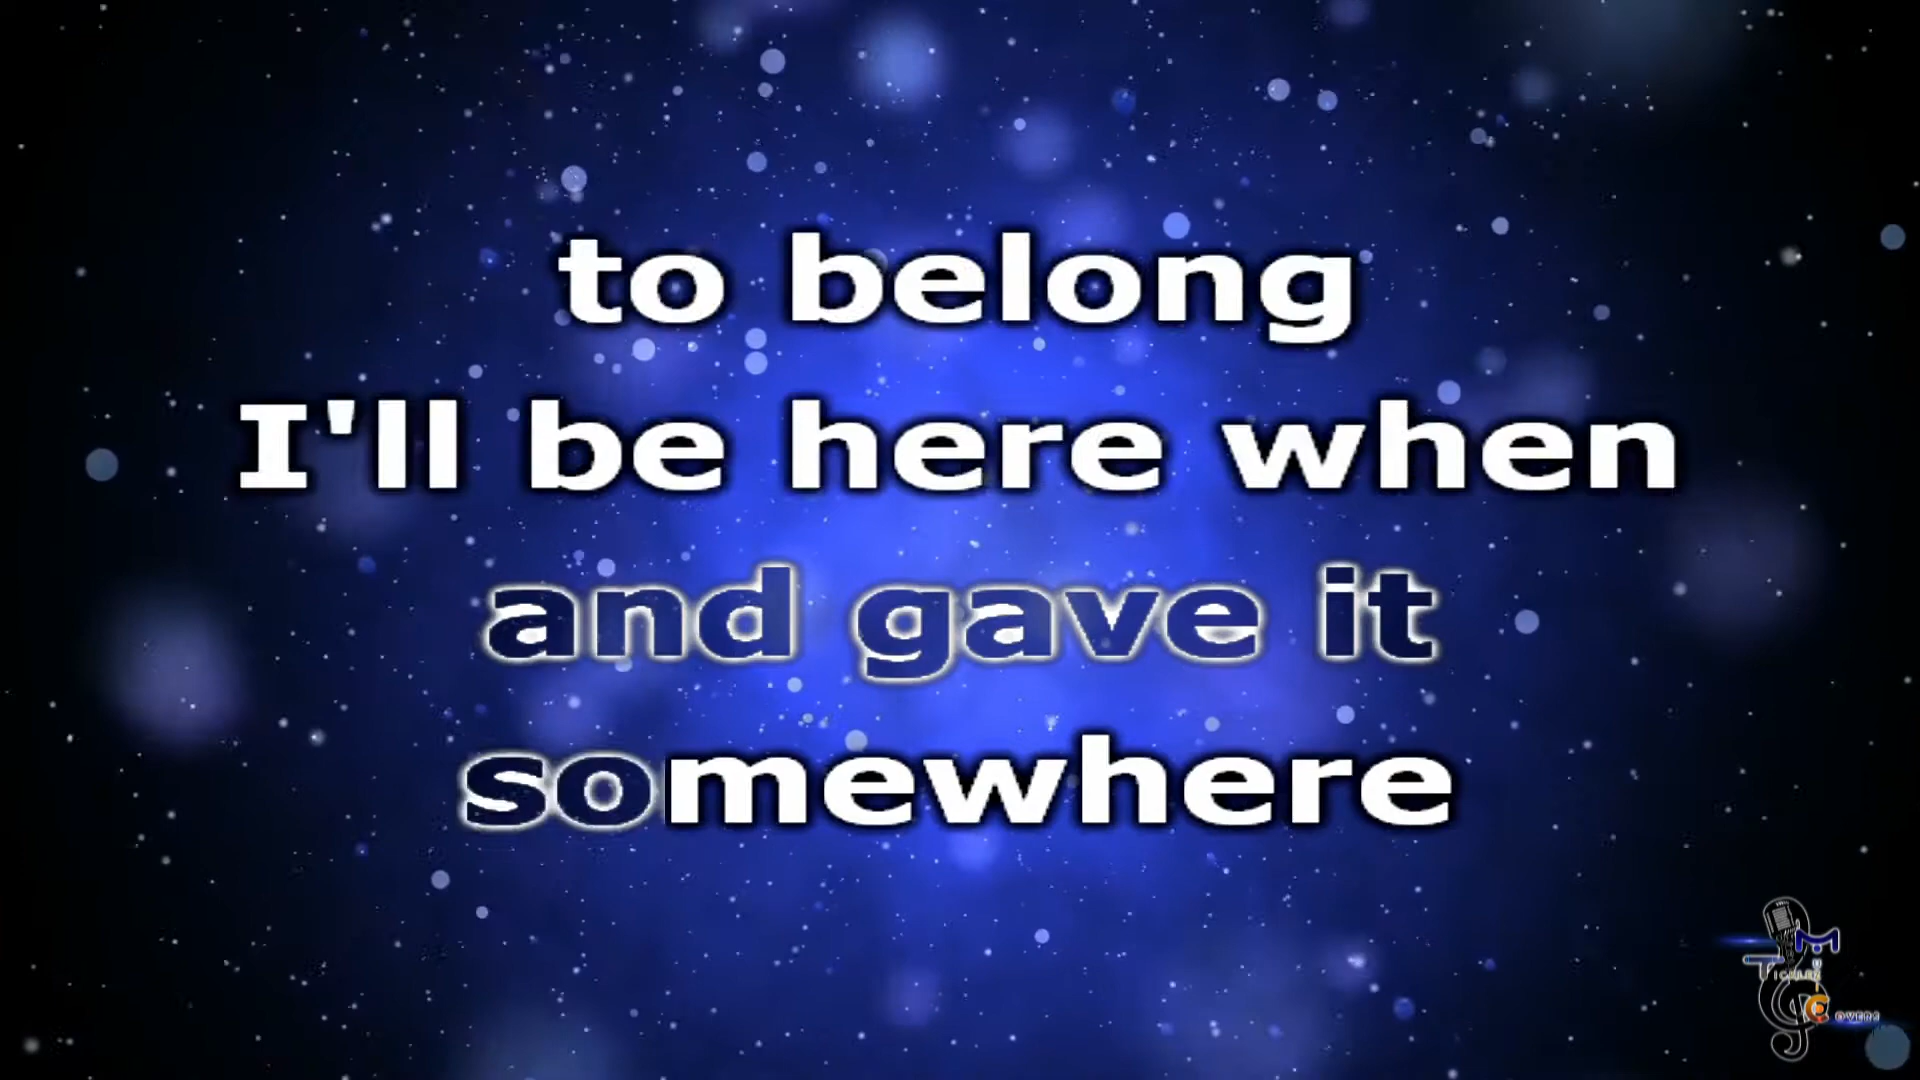 to belong
I'll be here when
and gave it
somewhere